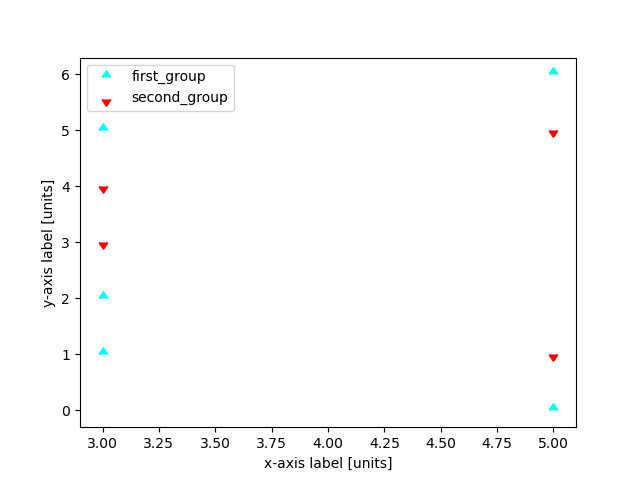 first_group
second_group
6
5
4
3
2
1
0
y-axis label [units]
3.00 3.25 3.50 3.75 4.00 4.25 4.50 4.75 5.00
x-axis label [units]